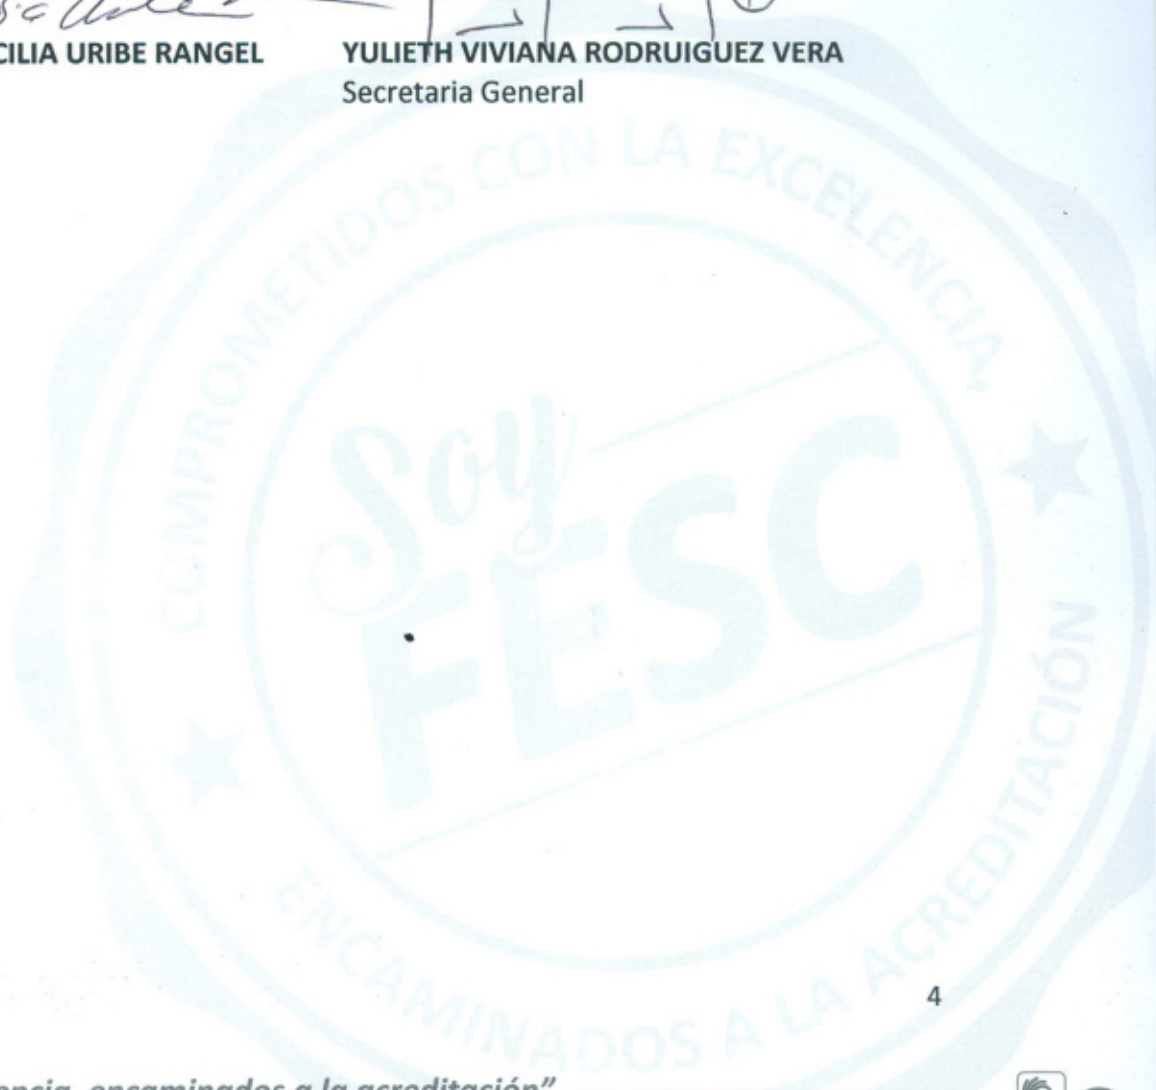 CILIA URIBE RANGEL YULIETH VIVIANA RODRUIGUEZ VERA
Secretaria General
COMPROMETIDOS CON LA EXCELENCIA,
Soy
FESC
ENCAMINADOS A LA ACREDITACIÓN
4
encia, encaminados a la acreditación”